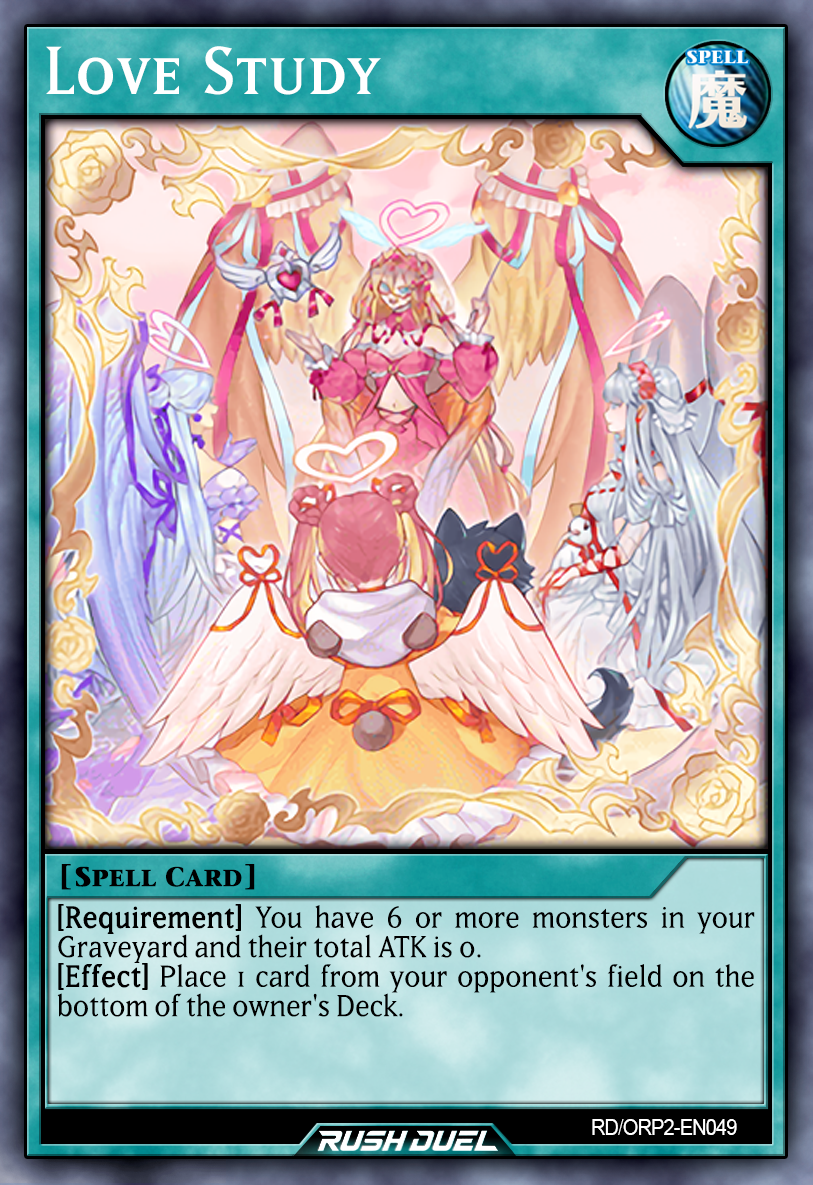 Love Study
SPELL
魔
[Spell Card]
[Requirement] You have 6 or more monsters in your
Graveyard and their total ATK is 0.
[Effect] Place 1 card from your opponent's field on the
bottom of the owner's Deck.
RUSH DUEL
RD/ORP2-EN049